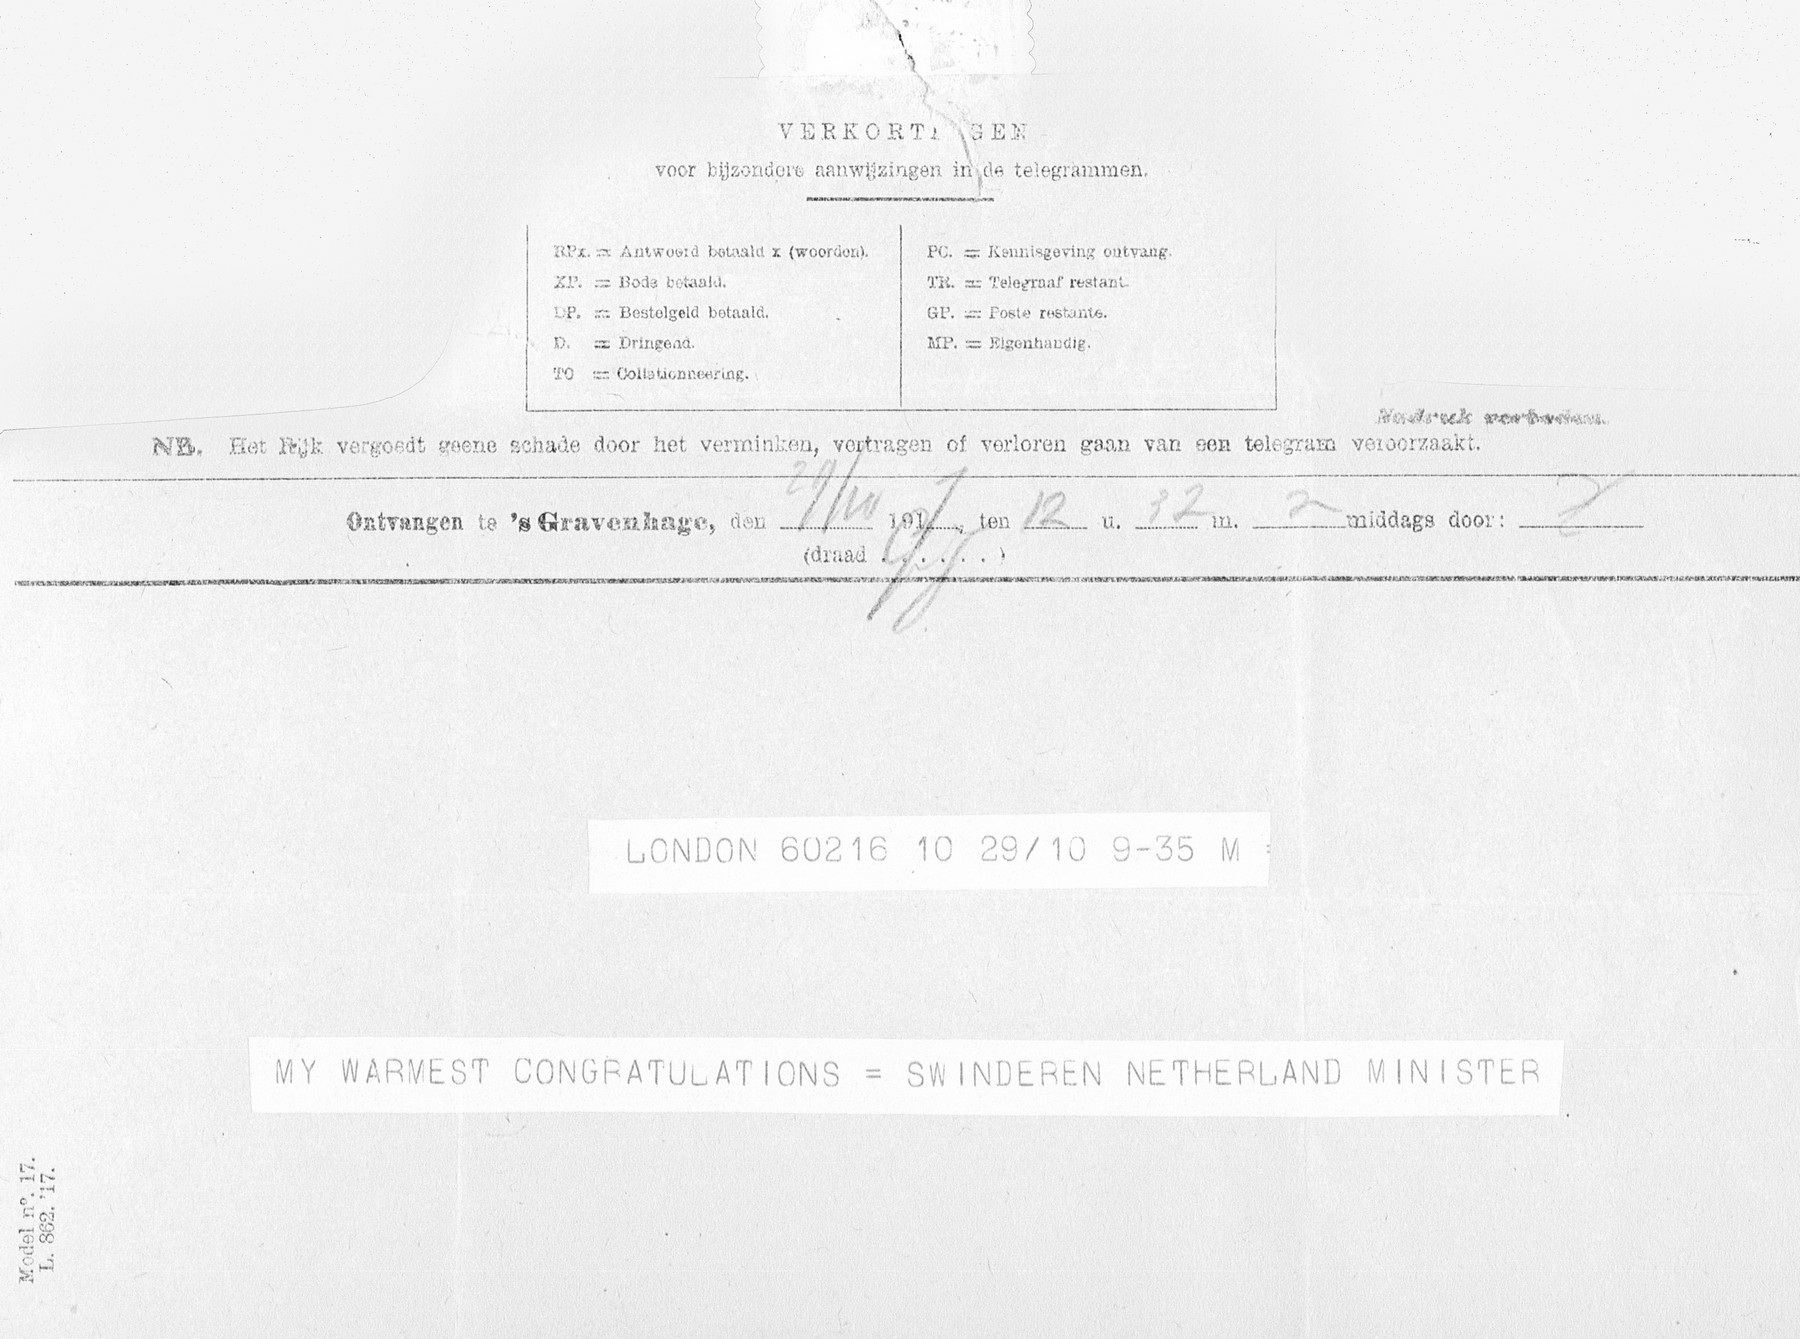 VERKORTINGEN
voor bijzondere aanwijzingen in de telegrammen.
RPx. = Antwoord betaald x (woorden).
XP. = Bode betaald.
DP. = Bestelgeld betaald.
D. = Dringend.
TC = Collationneering.
PC. = Kennisgeving ontvang.
TR. = Telegraaf restant.
GP. = Poste restante.
MP. = Eigenhandig.
Nadruk verboden.
NB. Het Rijk vergoedt geene schade door het verminken, vertragen of verloren gaan van een telegram veroorzaakt.
Ontvangen te 's Gravenhage, den 29/10 191 , ten 12 u. 32 m. middags door:
(draad . . . . . . )
LONDON 60216 10 29/10 9-35 M =
MY WARMEST CONGRATULATIONS = SWINDEREN NETHERLAND MINISTER
Model nº. 17.
L. 862. '17.